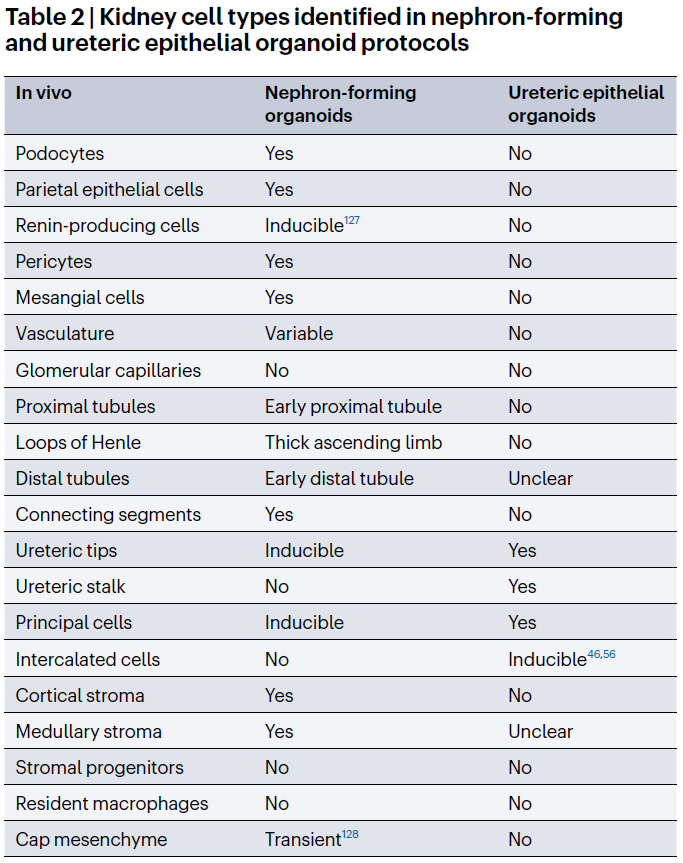 Table 2 | Kidney cell types identified in nephron-forming
and ureteric epithelial organoid protocols
In vivo Nephron-forming organoids Ureteric epithelial organoids
Podocytes Yes No
Parietal epithelial cells Yes No
Renin-producing cells Inducible127 No
Pericytes Yes No
Mesangial cells Yes No
Vasculature Variable No
Glomerular capillaries No No
Proximal tubules Early proximal tubule No
Loops of Henle Thick ascending limb No
Distal tubules Early distal tubule Unclear
Connecting segments Yes No
Ureteric tips Inducible Yes
Ureteric stalk No Yes
Principal cells Inducible Yes
Intercalated cells No Inducible46,56
Cortical stroma Yes No
Medullary stroma Yes Unclear
Stromal progenitors No No
Resident macrophages No No
Cap mesenchyme Transient128 No